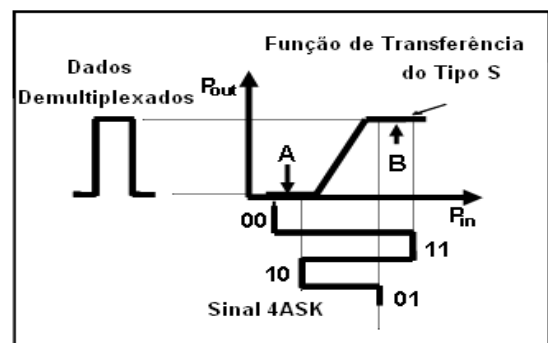 Função de Transferência
do Tipo S
Dados
Demultiplexados
Pout
A
B
Pin
00
11
10
01
Sinal 4ASK